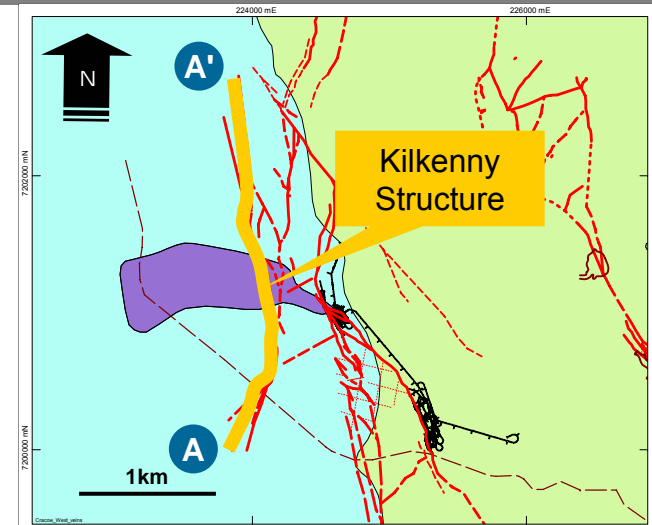 224000 mE
226000 mE
N
A'
7202000 mN
Kilkenny
Structure
7200000 mN
A
1km
Cracow_West_veins